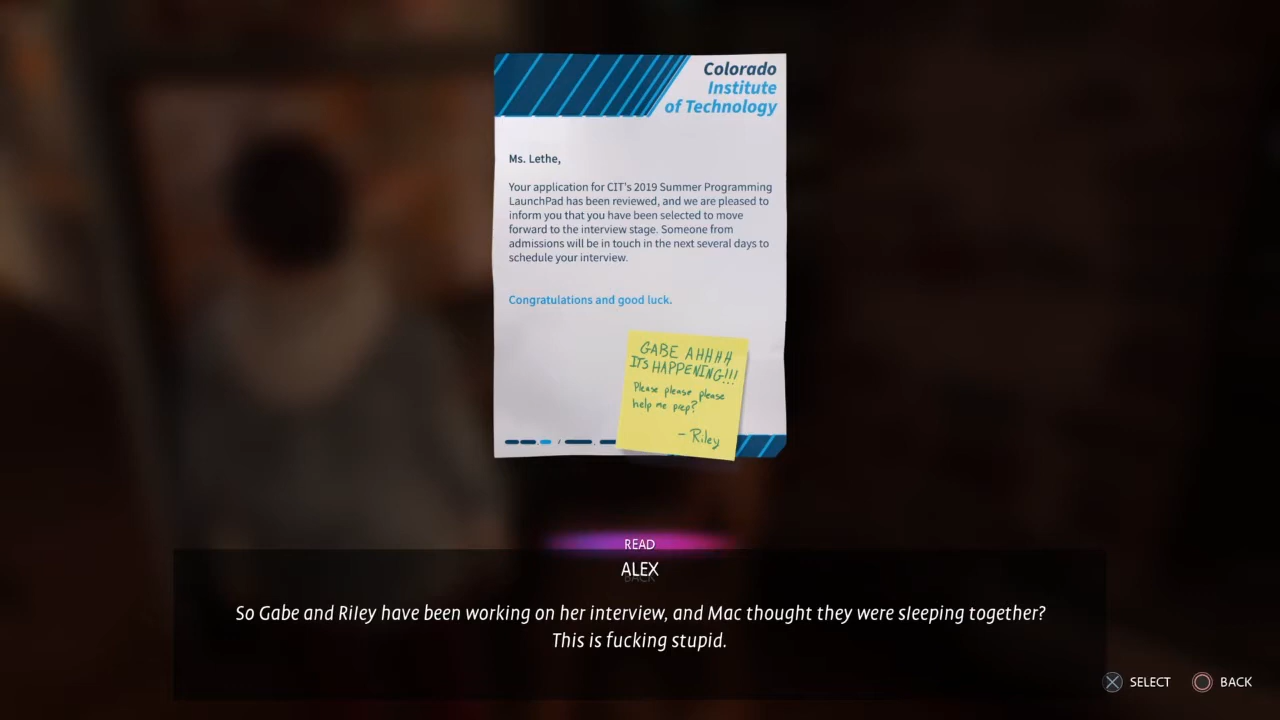 Colorado
Institute
of Technology
Ms. Lethe,
Your application for CIT's 2019 Summer Programming
LaunchPad has been reviewed, and we are pleased to
inform you that you have been selected to move
forward to the interview stage. Someone from
admissions will be in touch in the next several days to
schedule your interview.
Congratulations and good luck.
GABE AHHHH
ITS HAPPENING!!!
Please please please
help me prep?
- Riley
READ
ALEX
BACK
So Gabe and Riley have been working on her interview, and Mac thought they were sleeping together?
This is fucking stupid.
SELECT
BACK